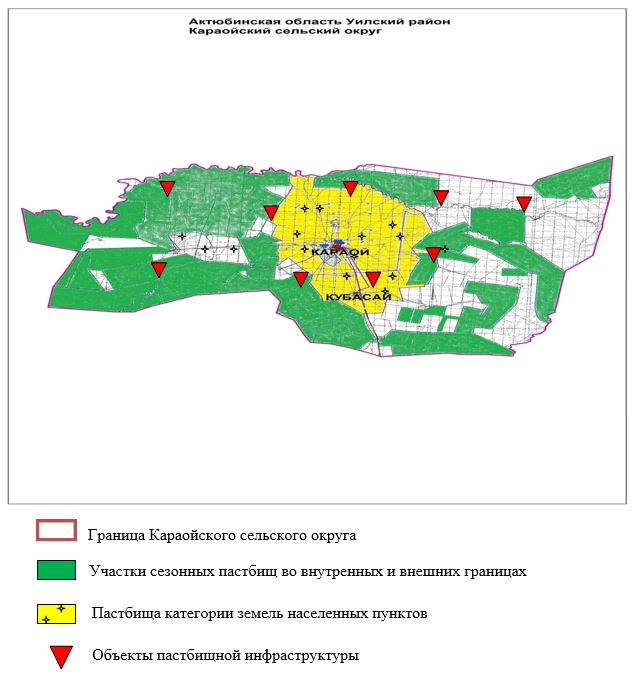 Актюбинская область Уилский район
Караойский сельский округ
КАРАОЙ
КУБАСАЙ
Граница Караойского сельского округа
Участки сезонных пастбищ во внутренных и внешних границах
Пастбища категории земель населенных пунктов
Объекты пастбищной инфраструктуры